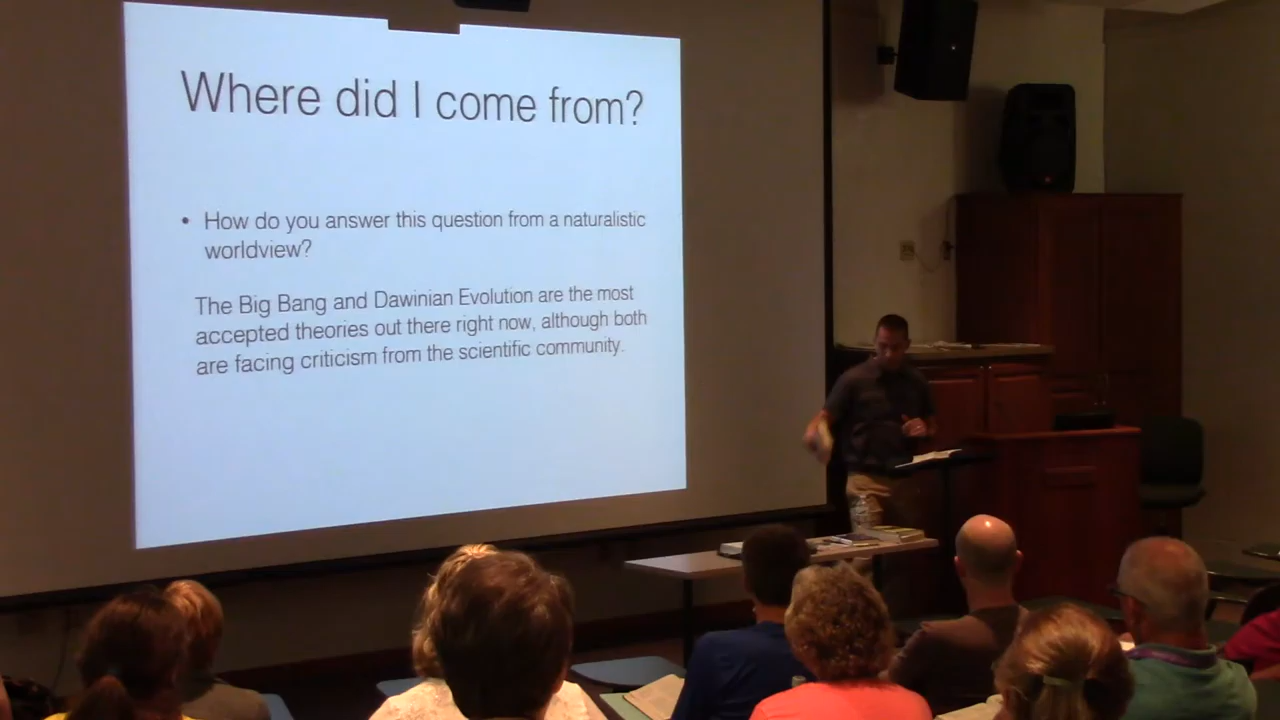 Where did I come from?
• How do you answer this question from a naturalistic
worldview?
The Big Bang and Dawinian Evolution are the most
accepted theories out there right now, although both
are facing criticism from the scientific community.